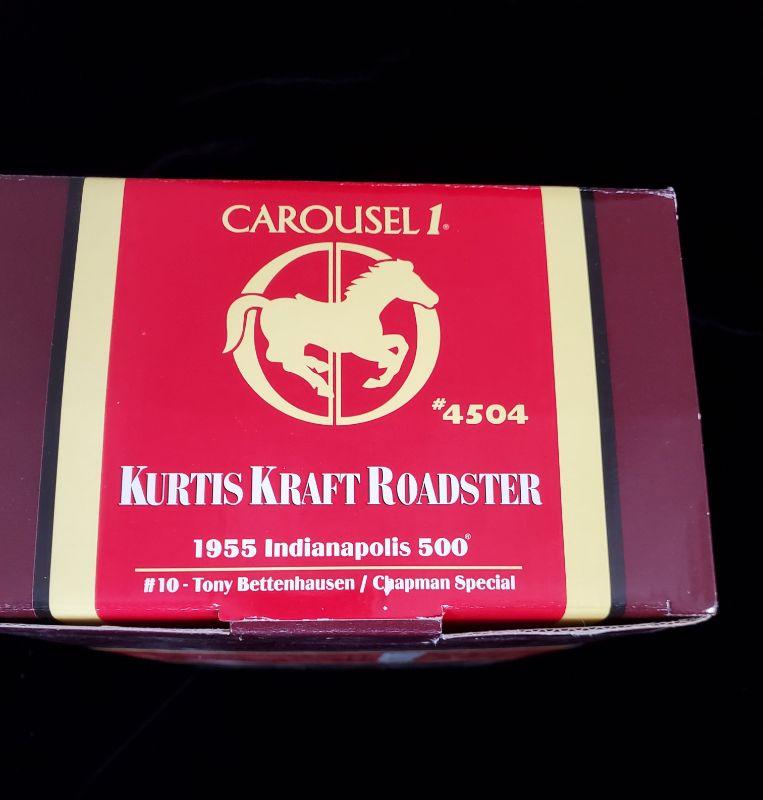 CAROUSEL 1®
#4504
KURTIS KRAFT ROADSTER
1955 Indianapolis 500®
#10 - Tony Bettenhausen / Chapman Special